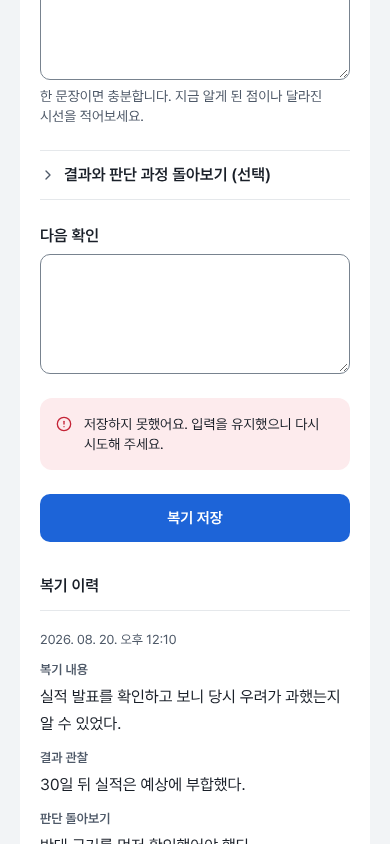 한 문장이면 충분합니다. 지금 알게 된 점이나 달라진
시선을 적어보세요.
결과와 판단 과정 돌아보기 (선택)
다음 확인
저장하지 못했어요. 입력을 유지했으니 다시
시도해 주세요.
복기 저장
복기 이력
2026. 08. 20. 오후 12:10
복기 내용
실적 발표를 확인하고 보니 당시 우려가 과했는지
알 수 있었다.
결과 관찰
30일 뒤 실적은 예상에 부합했다.
판단 돌아보기